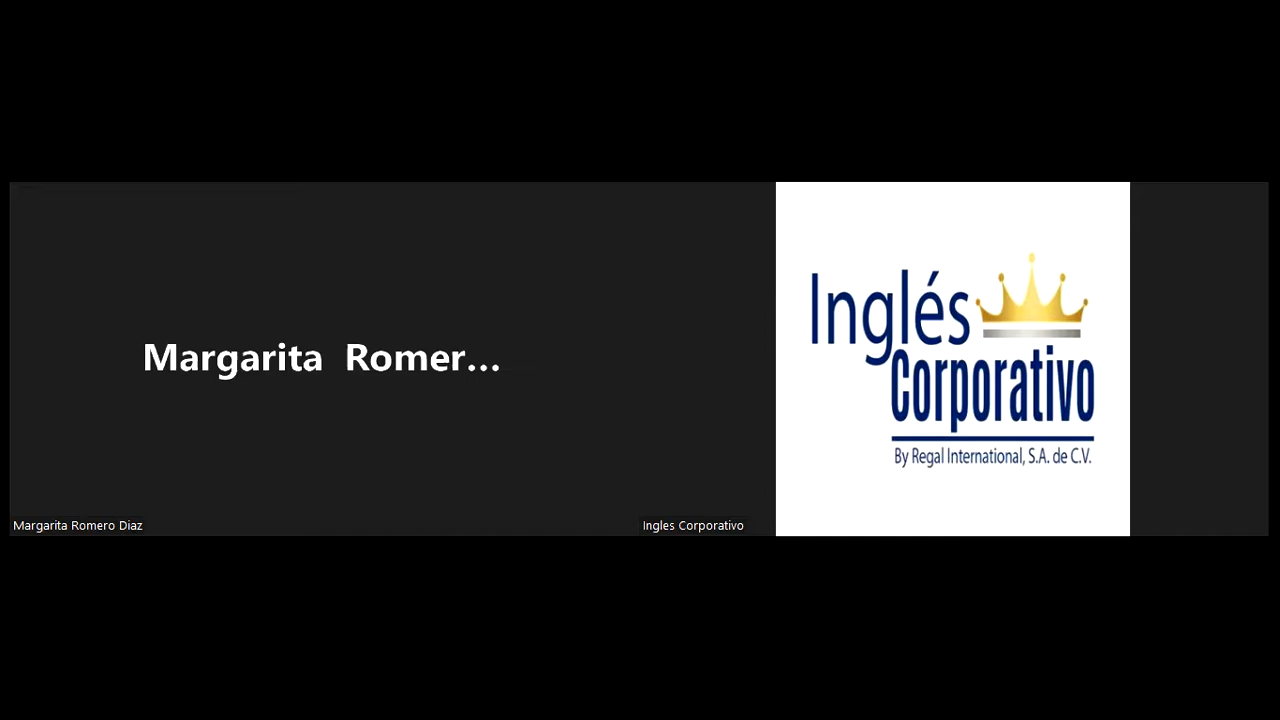 Margarita Romer...
Margarita Romero Diaz
Inglés
Corporativo
By Regal International, S.A. de C.V.
Ingles Corporativo